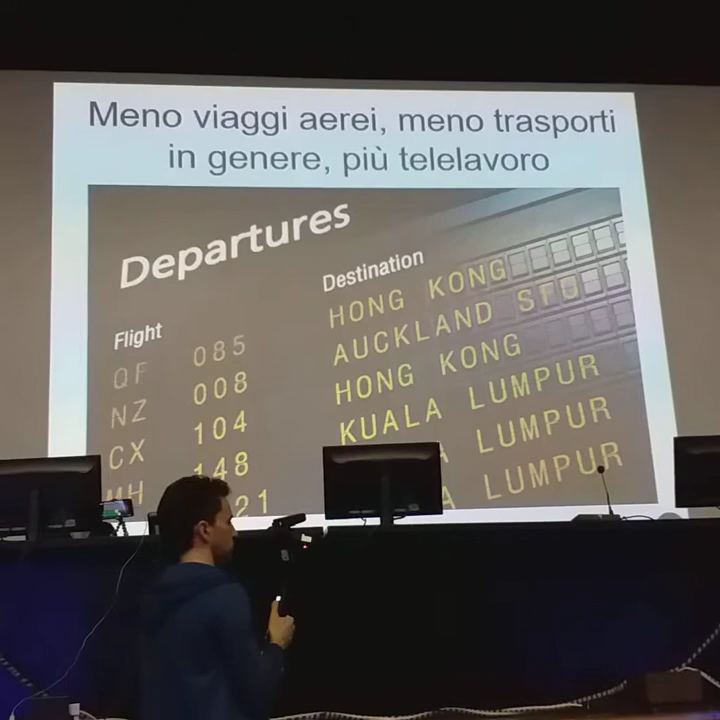 Meno viaggi aerei, meno trasporti
in genere, più telelavoro
Departures
Flight Destination
QF 085 HONG KONG
NZ 008 AUCKLAND
CX 104 HONG KONG
MH 148 KUALA LUMPUR
21 LUMPUR
LUMPUR